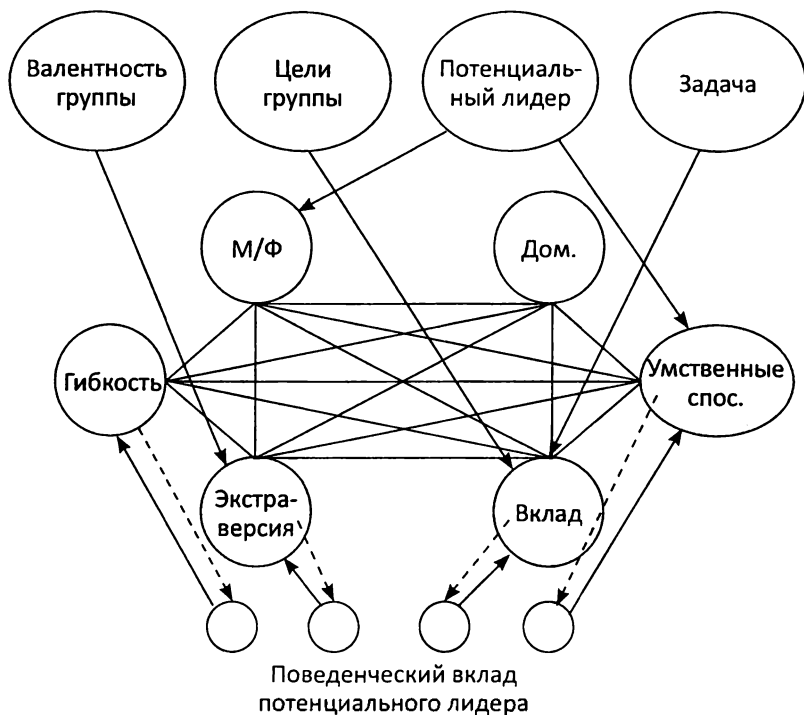 Валентность
группы
Цели
группы
Потенциаль-
ный лидер
Задача
М/Ф
Дом.
Гибкость
Умственные
спос.
Экстра-
версия
Вклад
Поведенческий вклад
потенциального лидера